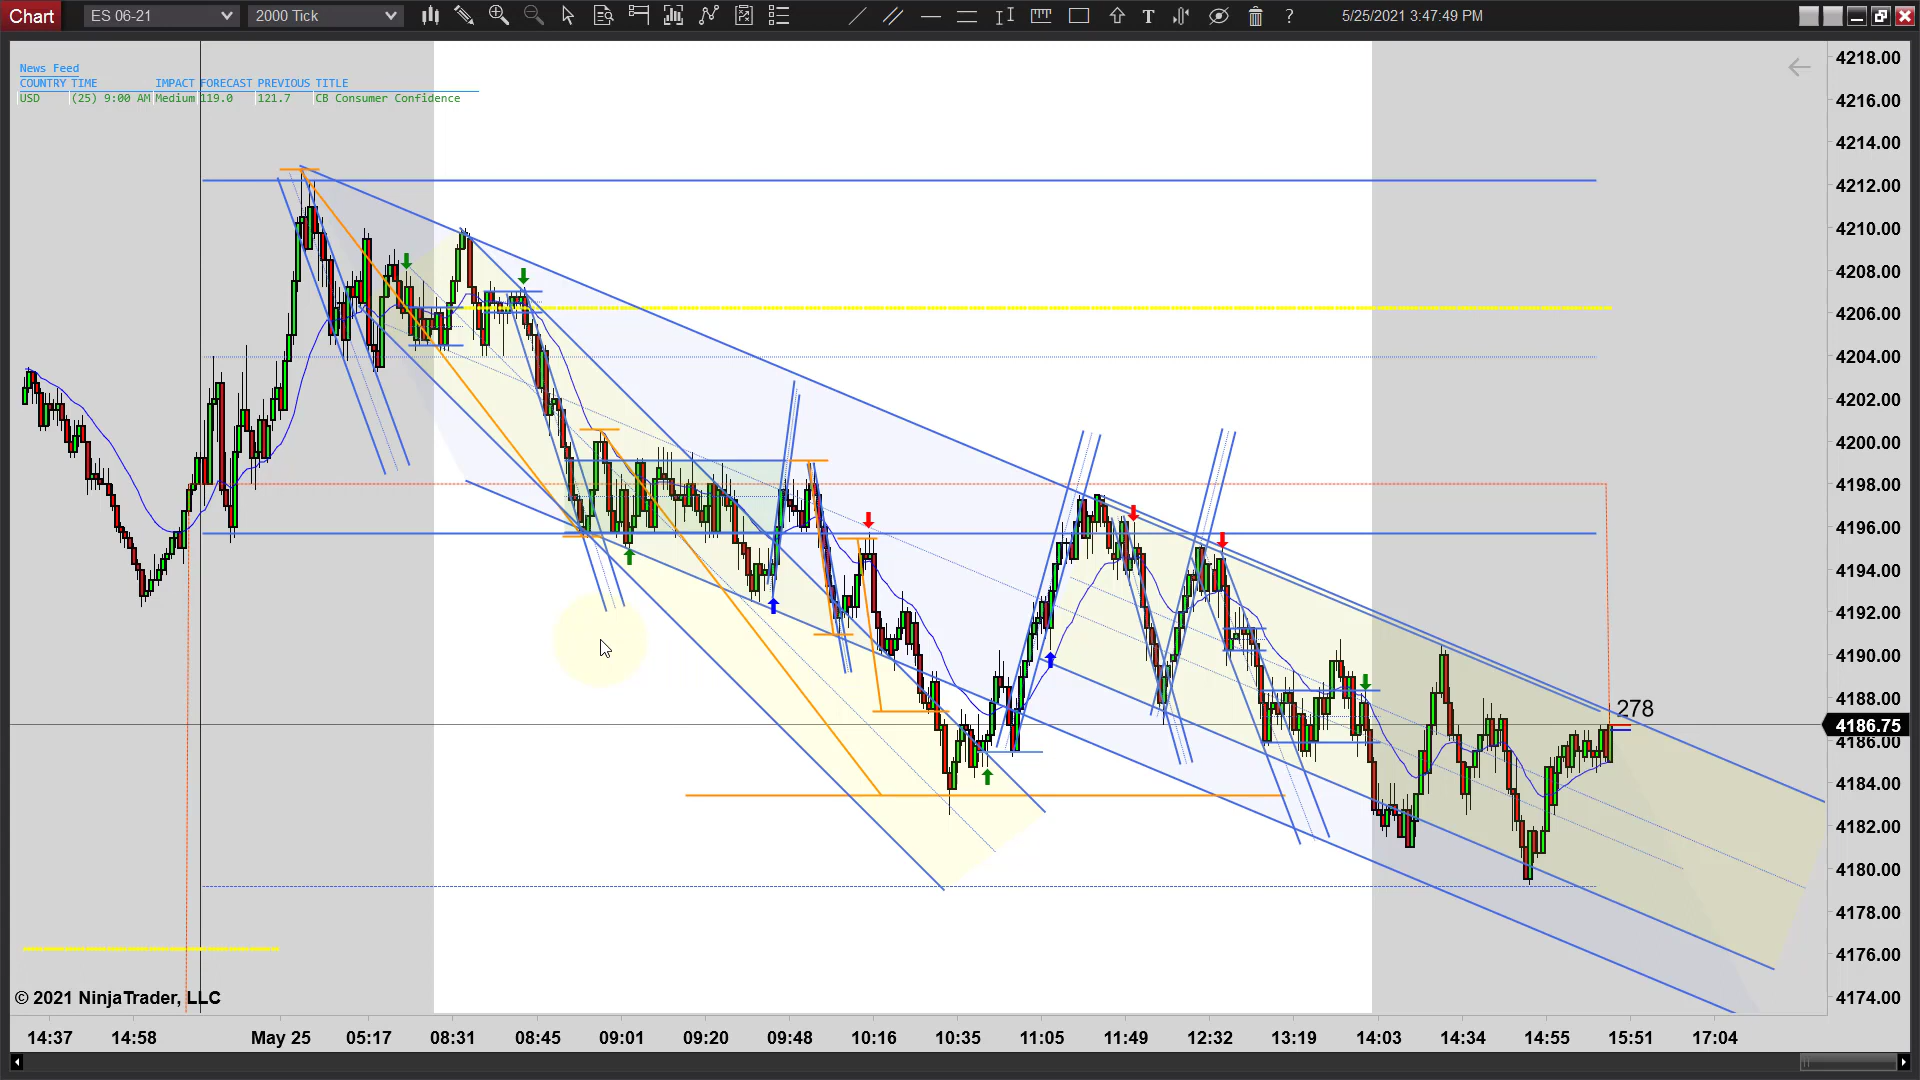 Chart
ES 06-21
2000 Tick
T
?
5/25/2021 3:47:49 PM
News Feed
COUNTRY TIME IMPACT FORECAST PREVIOUS TITLE
USD (25) 9:00 AM Medium 119.0 121.7 CB Consumer Confidence
4218.00
4216.00
4214.00
4212.00
4210.00
4208.00
4206.00
4204.00
4202.00
4200.00
4198.00
4196.00
4194.00
4192.00
4190.00
4188.00
278
4186.75
4186.00
4184.00
4182.00
4180.00
4178.00
4176.00
4174.00
© 2021 NinjaTrader, LLC
14:37 14:58 May 25 05:17 08:31 08:45 09:01 09:20 09:48 10:16 10:35 11:05 11:49 12:32 13:19 14:03 14:34 14:55 15:51 17:04